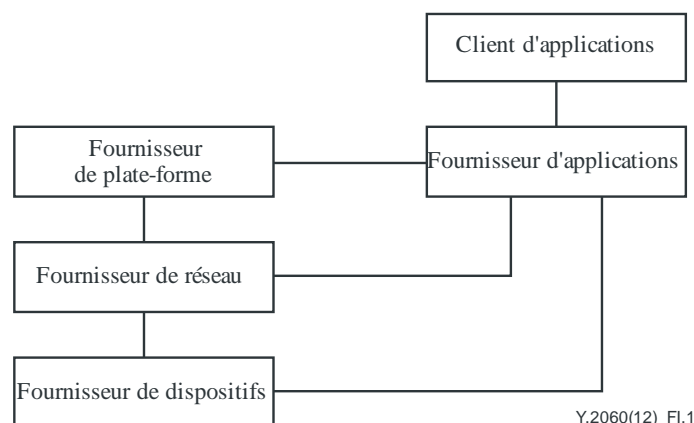 Client d'applications
Fournisseur
de plate-forme
Fournisseur d'applications
Fournisseur de réseau
Fournisseur de dispositifs
Y.2060(12)_FI.1